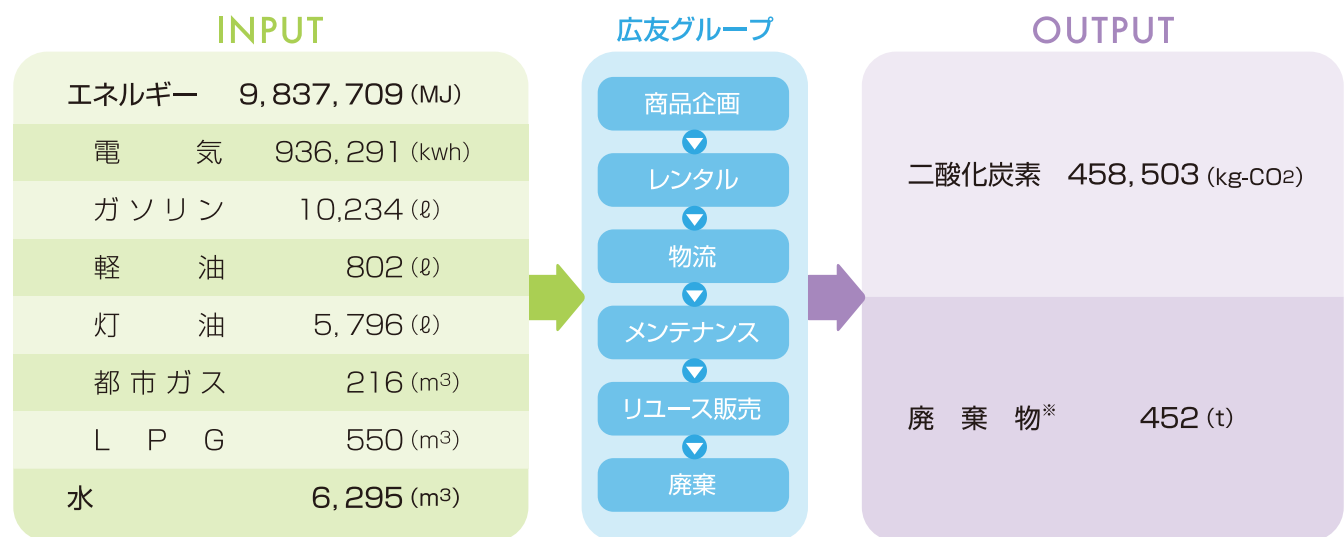 INPUT
エネルギー 9,837,709(MJ)
電気 936,291(kwh)
ガソリン 10,234(ℓ)
軽油 802(ℓ)
灯油 5,796(ℓ)
都市ガス 216(m3)
LPG 550(m3)
水 6,295(m3)
広友グループ
商品企画
レンタル
物流
メンテナンス
リユース販売
廃棄
OUTPUT
二酸化炭素 458,503(kg-CO2)
廃棄物※ 452(t)